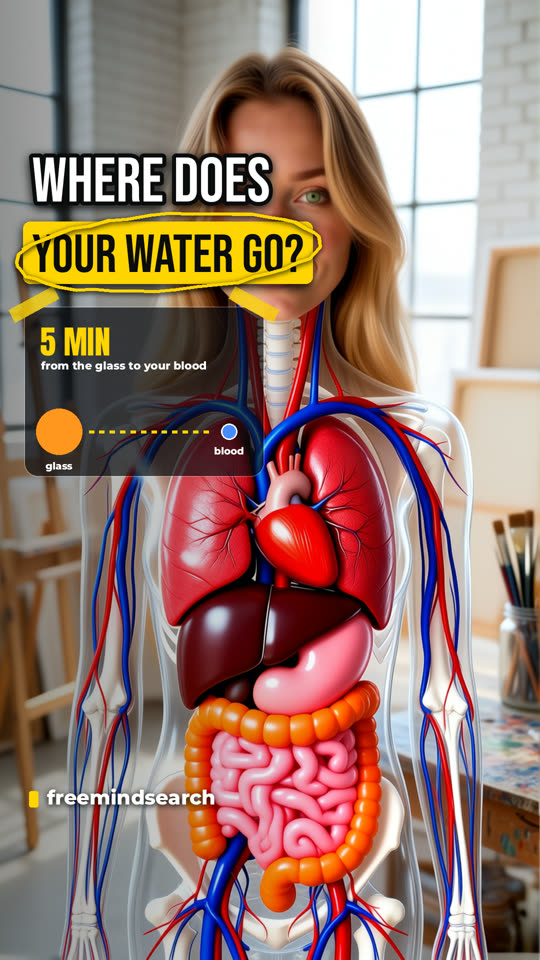 WHERE DOES
YOUR WATER GO?
5 MIN
from the glass to your blood
blood
glass
freemindsearch